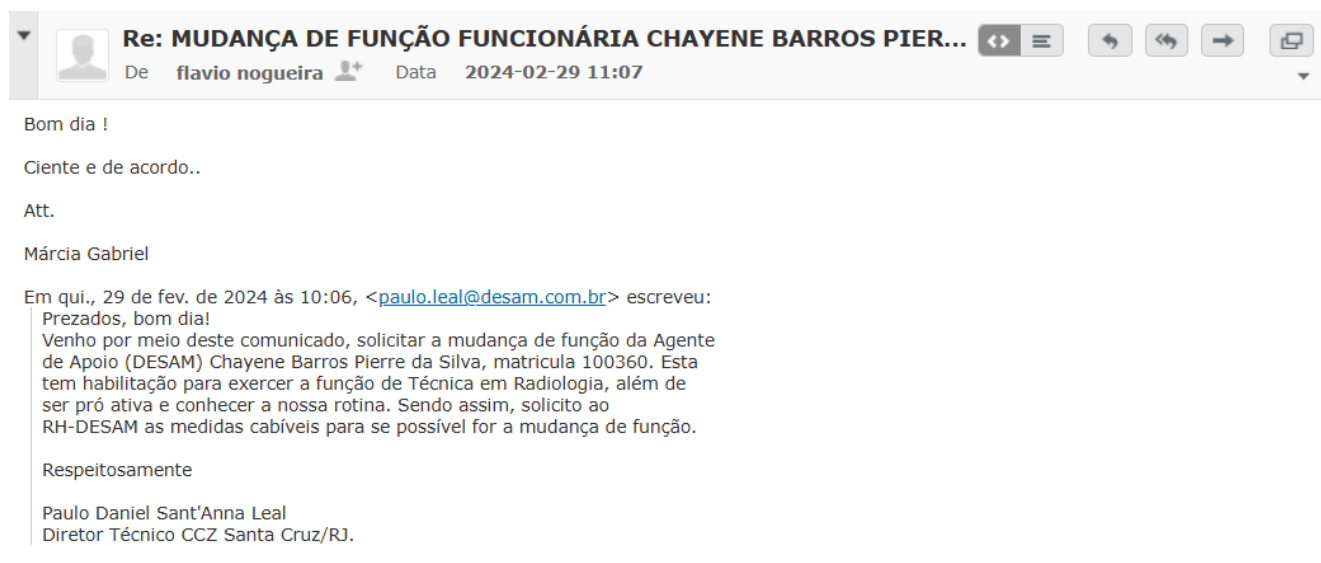 Re: MUDANÇA DE FUNÇÃO FUNCIONÁRIA CHAYENE BARROS PIER...
De flavio nogueira Data 2024-02-29 11:07
Bom dia !
Ciente e de acordo..
Att.
Márcia Gabriel
Em qui., 29 de fev. de 2024 às 10:06, <paulo.leal@desam.com.br> escreveu:
Prezados, bom dia!
Venho por meio deste comunicado, solicitar a mudança de função da Agente
de Apoio (DESAM) Chayene Barros Pierre da Silva, matricula 100360. Esta
tem habilitação para exercer a função de Técnica em Radiologia, além de
ser pró ativa e conhecer a nossa rotina. Sendo assim, solicito ao
RH-DESAM as medidas cabíveis para se possível for a mudança de função.
Respeitosamente
Paulo Daniel Sant'Anna Leal
Diretor Técnico CCZ Santa Cruz/RJ.